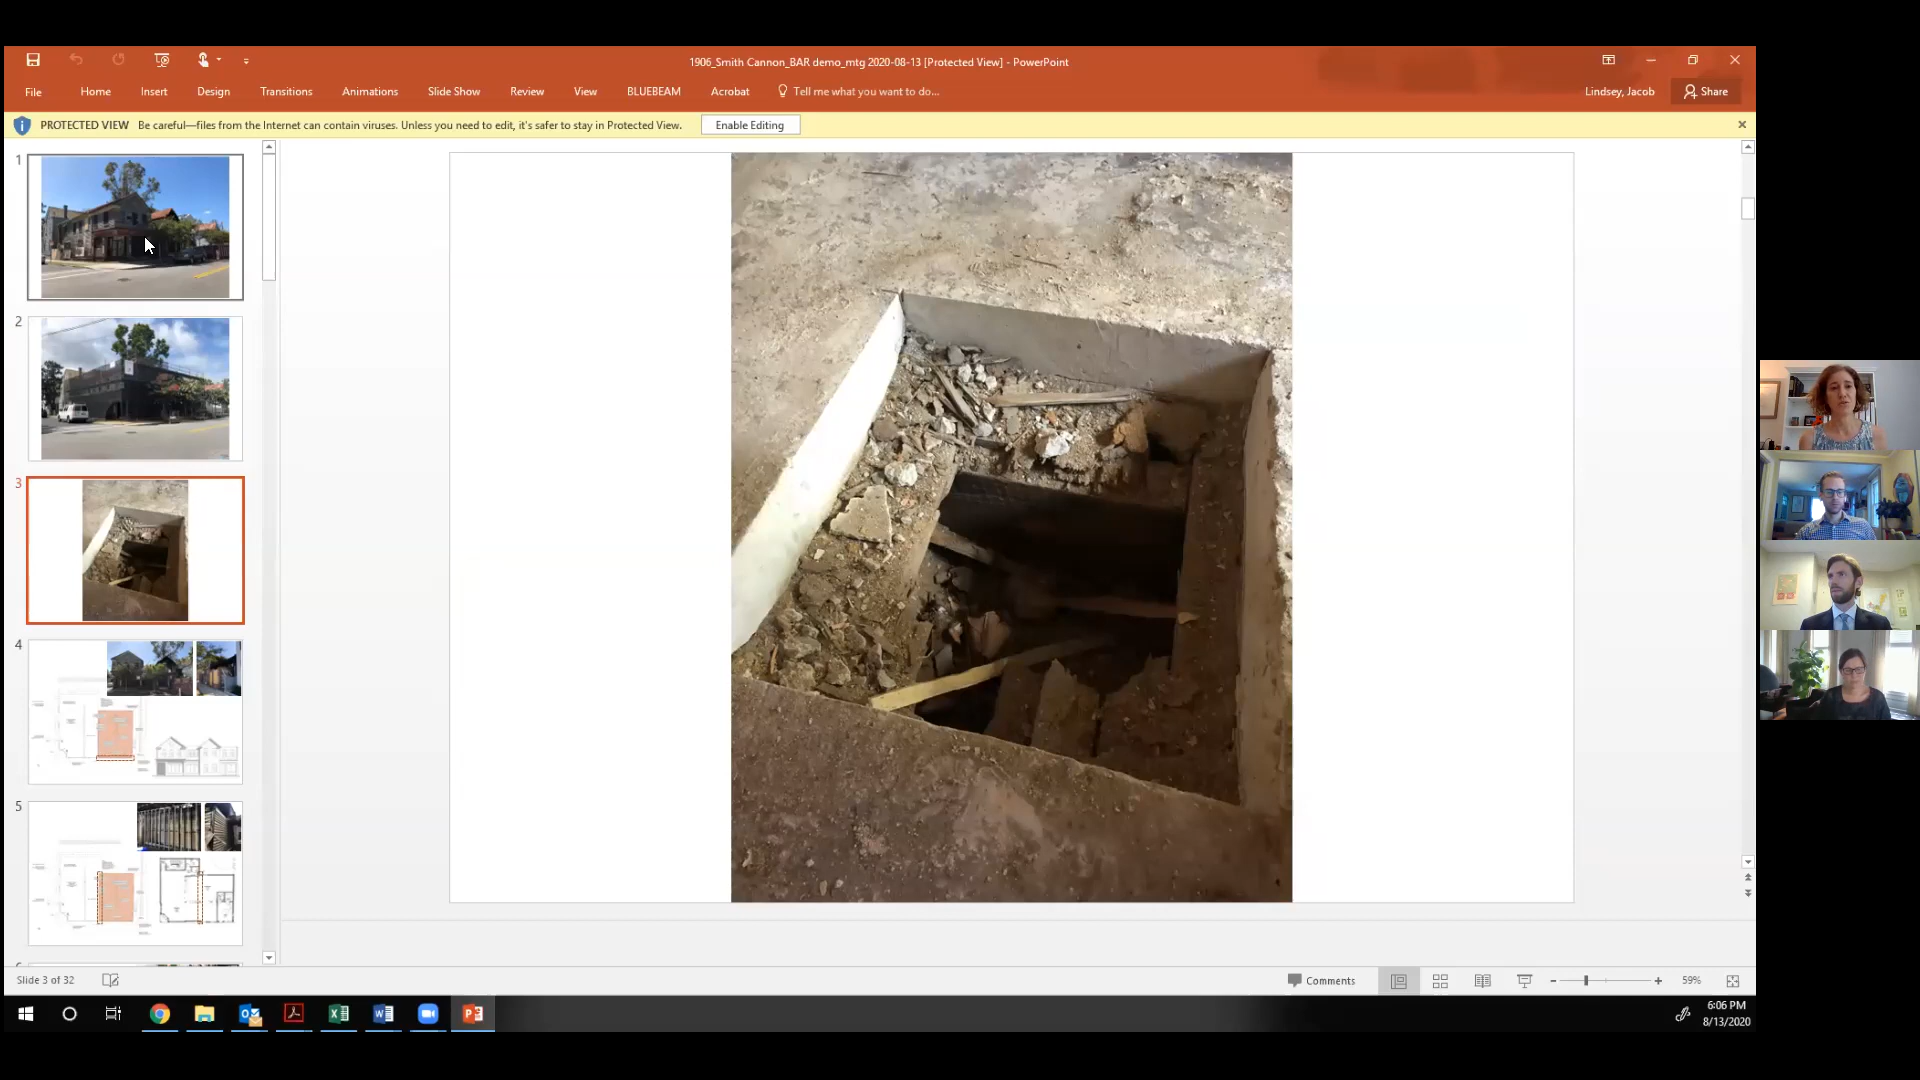 1906_Smith Cannon_BAR demo_mtg 2020-08-13 [Protected View] - PowerPoint
File Home Insert Design Transitions Animations Slide Show Review View BLUEBEAM Acrobat Tell me what you want to do... Lindsey, Jacob Share
PROTECTED VIEW Be careful—files from the Internet can contain viruses. Unless you need to edit, it's safer to stay in Protected View. Enable Editing
1
2
3
4
5
Slide 3 of 32 Comments 59%
6:06 PM
8/13/2020